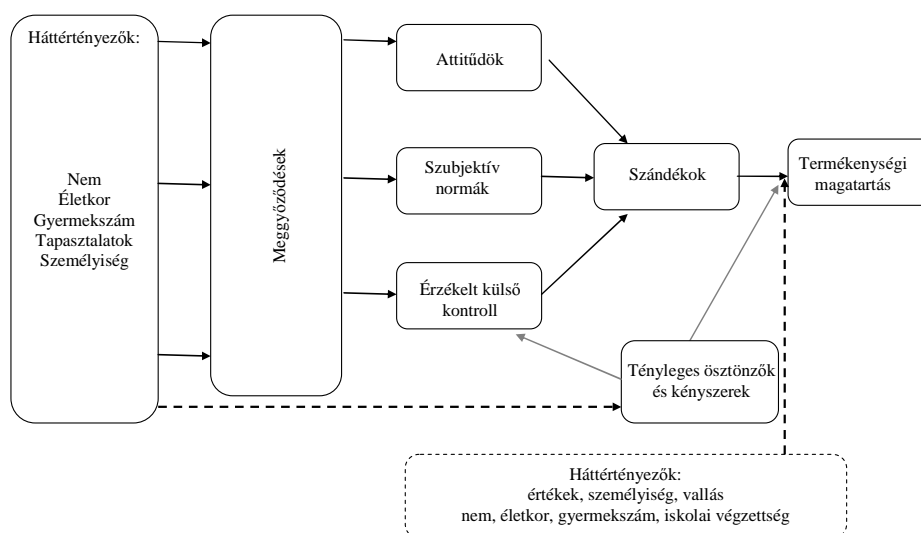 Háttértényezők:
Nem
Életkor
Gyermekszám
Tapasztalatok
Személyiség
Meggyőződések
Attitűdök
Szubjektív
normák
Érzékelt külső
kontroll
Szándékok
Termékenységi
magatartás
Tényleges ösztönzők
és kényszerek
Háttértényezők:
értékek, személyiség, vallás
nem, életkor, gyermekszám, iskolai végzettség